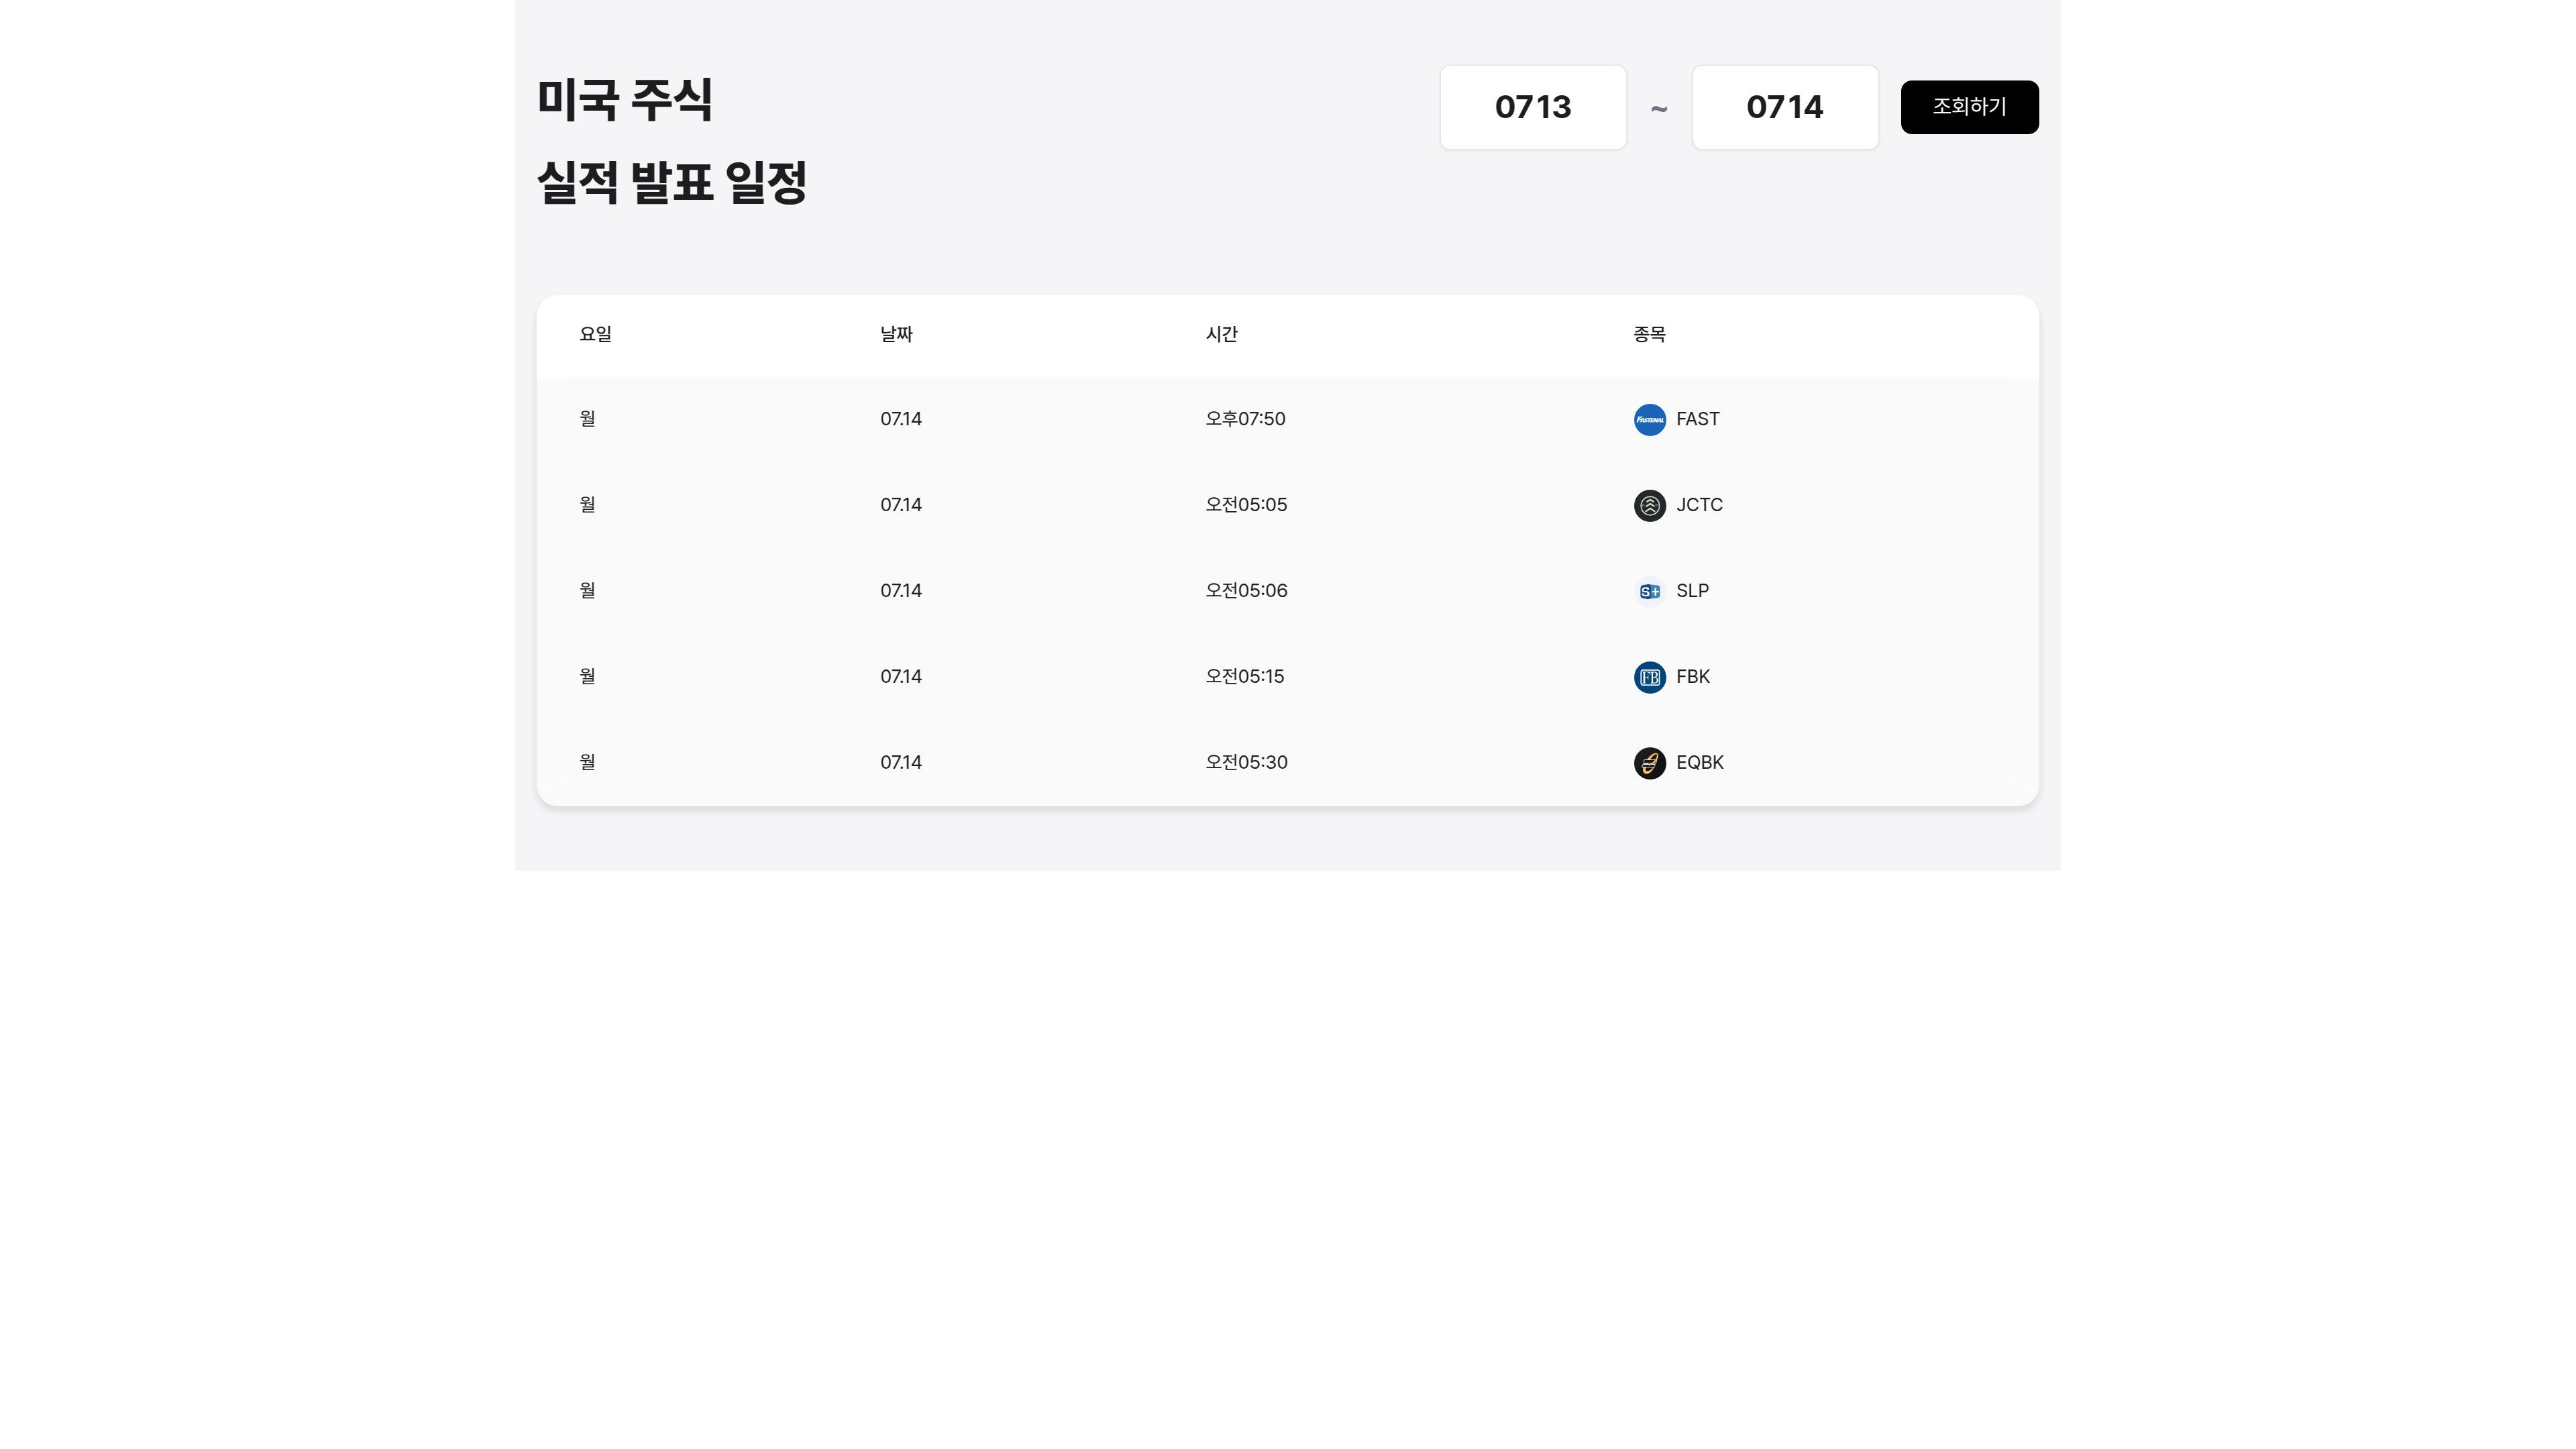 미국 주식
실적 발표 일정
0713 ~ 0714 조회하기
요일 날짜 시간 종목
월 07.14 오후07:50 FASTENAL FAST
월 07.14 오전05:05 JCTC
월 07.14 오전05:06 S+ SLP
월 07.14 오전05:15 FB FBK
월 07.14 오전05:30 EQBK